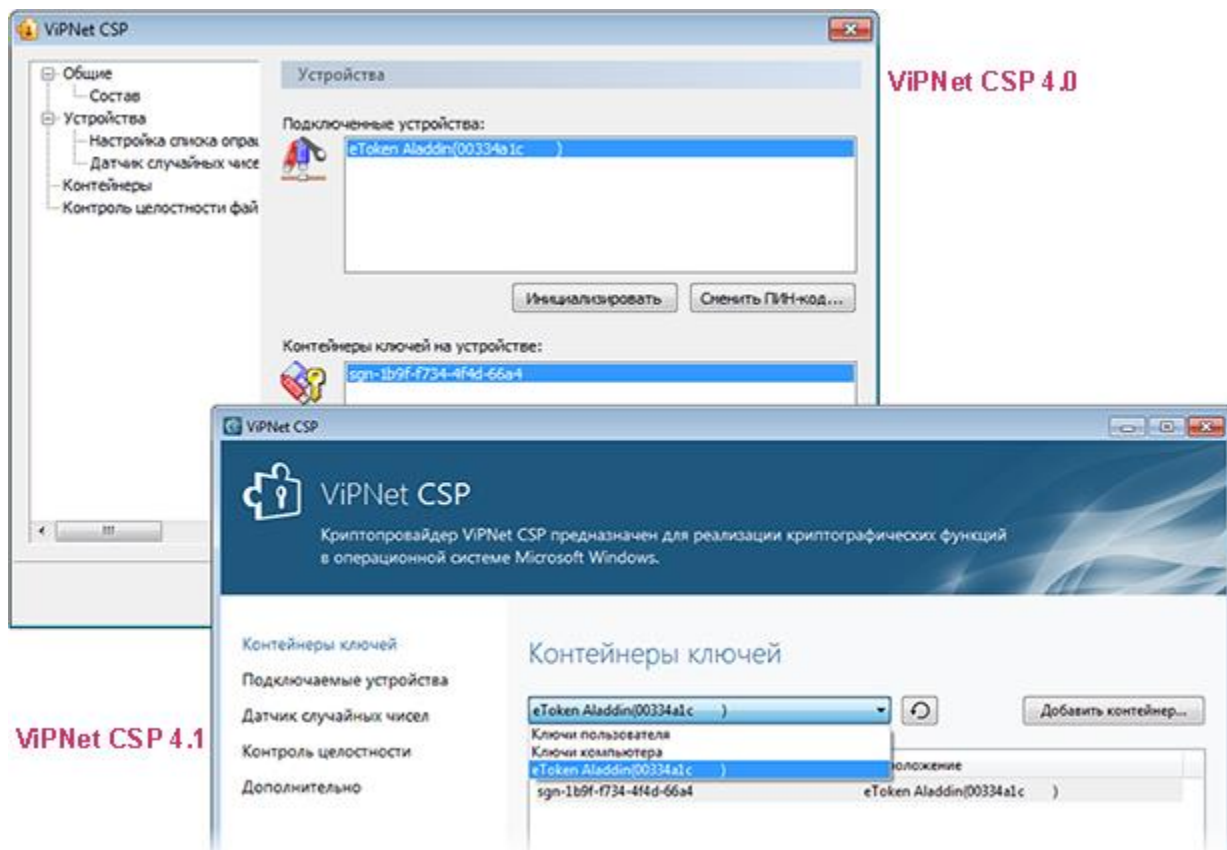 ViPNet CSP
Общие
Состав
Устройства
Настройка списка опра
Датчик случайных чисе
Контейнеры
Контроль целостности фай
Устройства
Подключенные устройства:
eToken Aladdin(00334a1c )
Инициализировать
Сменить ПИН-код...
Контейнеры ключей на устройстве:
sgn-1b9f-f734-4f4d-66a4
ViPNet CSP 4.0
ViPNet CSP
ViPNet CSP
Криптопровайдер ViPNet CSP предназначен для реализации криптографических функций
в операционной системе Microsoft Windows.
Контейнеры ключей
Подключаемые устройства
Датчик случайных чисел
Контроль целостности
Дополнительно
Контейнеры ключей
eToken Aladdin(00334a1c )
Добавить контейнер...
Ключи пользователя
Ключи компьютера
eToken Aladdin(00334a1c )
оложение
sgn-1b9f-f734-4f4d-66a4 eToken Aladdin(00334a1c )
ViPNet CSP 4.1